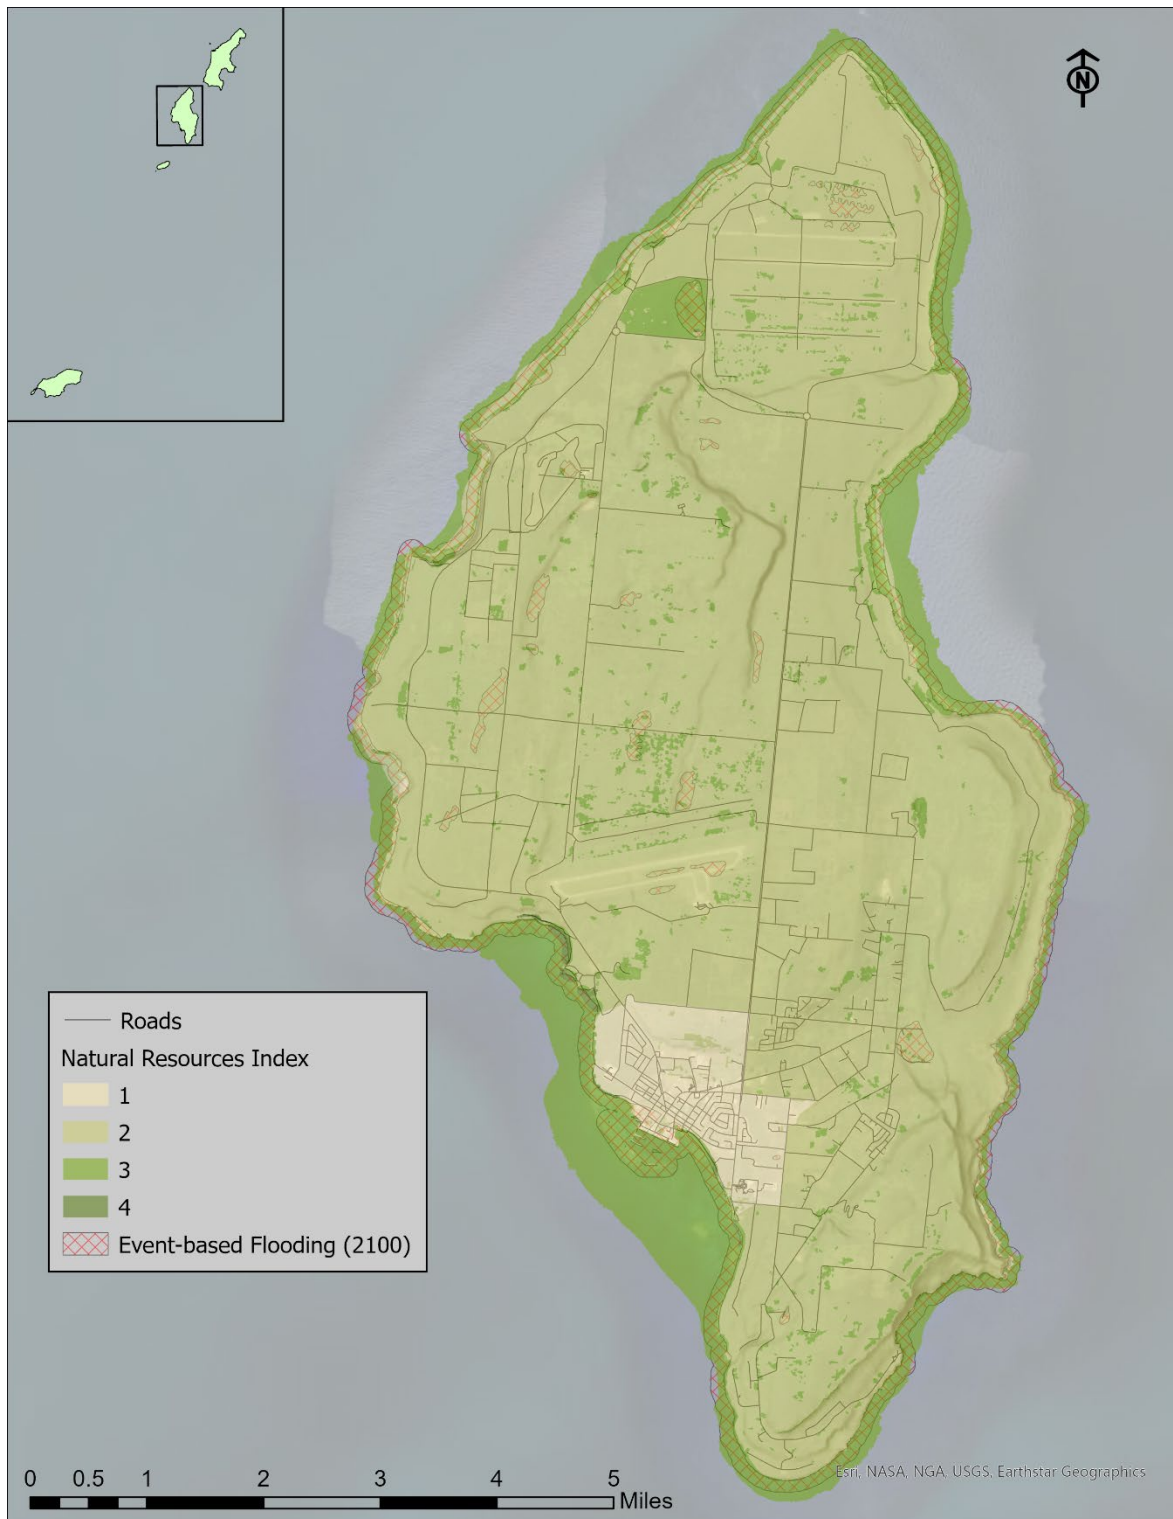 N
Roads
Natural Resources Index
1
2
3
4
Event-based Flooding (2100)
0 0.5 1 2 3 4 5
Miles
Esri, NASA, NGA, USGS, Earthstar Geographics